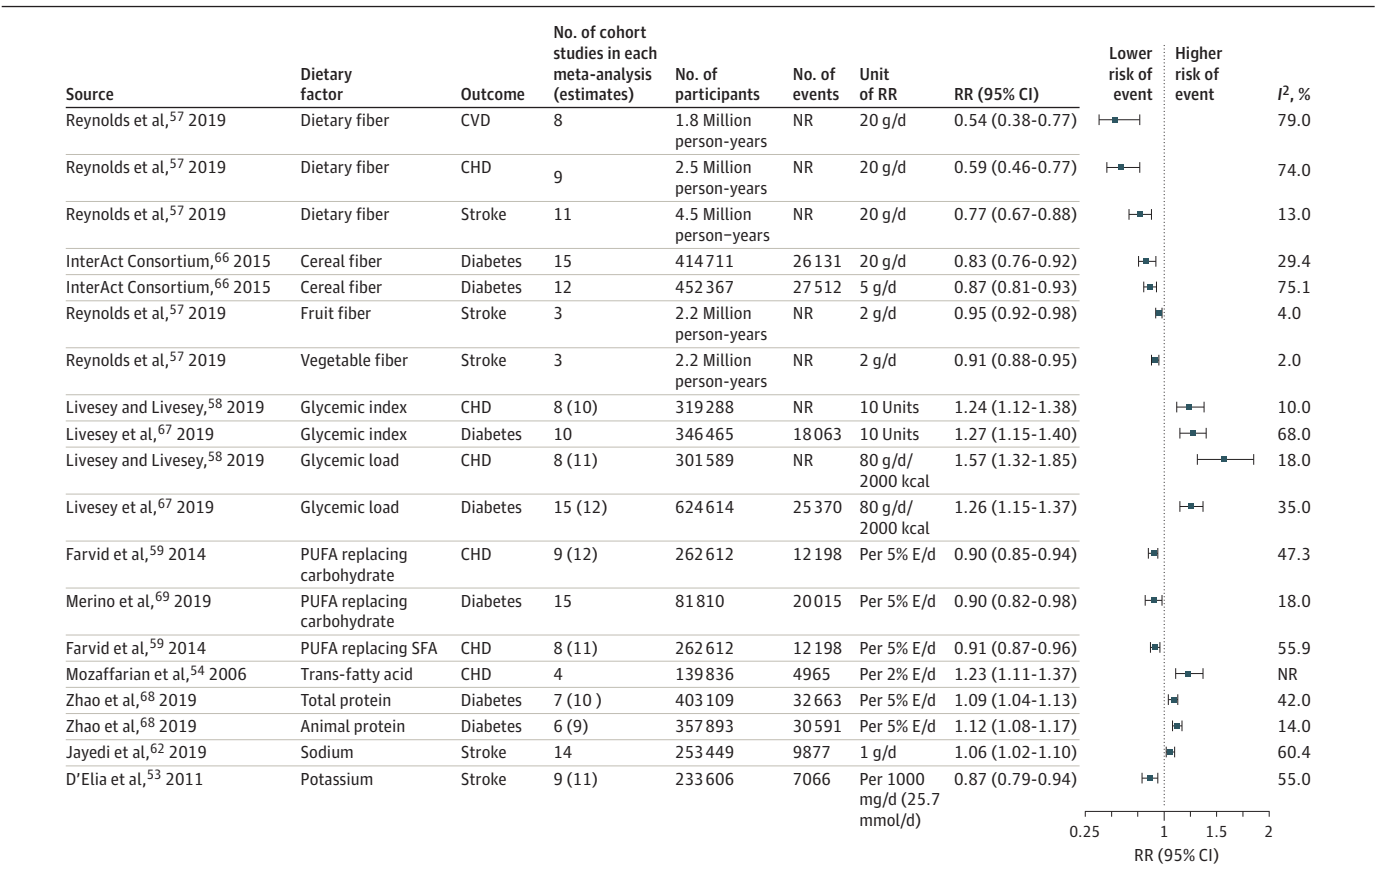 Source Dietary factor Outcome No. of cohort studies in each meta-analysis (estimates) No. of participants No. of events Unit of RR RR (95% CI) Lower risk of event Higher risk of event I², %
Reynolds et al,57 2019 Dietary fiber CVD 8 1.8 Million NR 20 g/d 0.54 (0.38-0.77) 79.0
person-years
Reynolds et al,57 2019 Dietary fiber CHD 9 2.5 Million NR 20 g/d 0.59 (0.46-0.77) 74.0
person-years
Reynolds et al,57 2019 Dietary fiber Stroke 11 4.5 Million NR 20 g/d 0.77 (0.67-0.88) 13.0
person–years
InterAct Consortium,66 2015 Cereal fiber Diabetes 15 414711 26131 20 g/d 0.83 (0.76-0.92) 29.4
InterAct Consortium,66 2015 Cereal fiber Diabetes 12 452367 27512 5 g/d 0.87 (0.81-0.93) 75.1
Reynolds et al,57 2019 Fruit fiber Stroke 3 2.2 Million NR 2 g/d 0.95 (0.92-0.98) 4.0
person-years
Reynolds et al,57 2019 Vegetable fiber Stroke 3 2.2 Million NR 2 g/d 0.91 (0.88-0.95) 2.0
person-years
Livesey and Livesey,58 2019 Glycemic index CHD 8 (10) 319288 NR 10 Units 1.24 (1.12-1.38) 10.0
Livesey et al,67 2019 Glycemic index Diabetes 10 346465 18063 10 Units 1.27 (1.15-1.40) 68.0
Livesey and Livesey,58 2019 Glycemic load CHD 8 (11) 301589 NR 80 g/d/ 1.57 (1.32-1.85) 18.0
2000 kcal
Livesey et al,67 2019 Glycemic load Diabetes 15 (12) 624614 25370 80 g/d/ 1.26 (1.15-1.37) 35.0
2000 kcal
Farvid et al,59 2014 PUFA replacing CHD 9 (12) 262612 12198 Per 5% E/d 0.90 (0.85-0.94) 47.3
carbohydrate
Merino et al,69 2019 PUFA replacing Diabetes 15 81810 20015 Per 5% E/d 0.90 (0.82-0.98) 18.0
carbohydrate
Farvid et al,59 2014 PUFA replacing SFA CHD 8 (11) 262612 12198 Per 5% E/d 0.91 (0.87-0.96) 55.9
Mozaffarian et al,54 2006 Trans-fatty acid CHD 4 139836 4965 Per 2% E/d 1.23 (1.11-1.37) NR
Zhao et al,68 2019 Total protein Diabetes 7 (10 ) 403109 32663 Per 5% E/d 1.09 (1.04-1.13) 42.0
Zhao et al,68 2019 Animal protein Diabetes 6 (9) 357893 30591 Per 5% E/d 1.12 (1.08-1.17) 14.0
Jayedi et al,62 2019 Sodium Stroke 14 253449 9877 1 g/d 1.06 (1.02-1.10) 60.4
D'Elia et al,53 2011 Potassium Stroke 9 (11) 233606 7066 Per 1000 0.87 (0.79-0.94) 55.0
mg/d (25.7
mmol/d)
0.25 1 1.5 2
RR (95% CI)